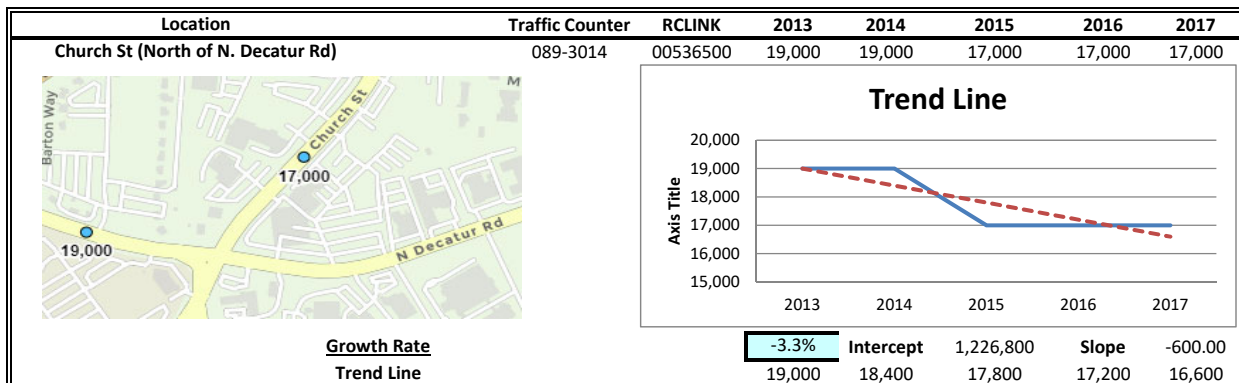 Location Traffic Counter RCLINK 2013 2014 2015 2016 2017
Church St (North of N. Decatur Rd) 089-3014 00536500 19,000 19,000 17,000 17,000 17,000
Barton Way
Church St
M
17,000
19,000
N Decatur Rd
Trend Line
Axis Title
20,000
19,000
18,000
17,000
16,000
15,000
2013 2014 2015 2016 2017
Growth Rate -3.3% Intercept 1,226,800 Slope -600.00
Trend Line 19,000 18,400 17,800 17,200 16,600